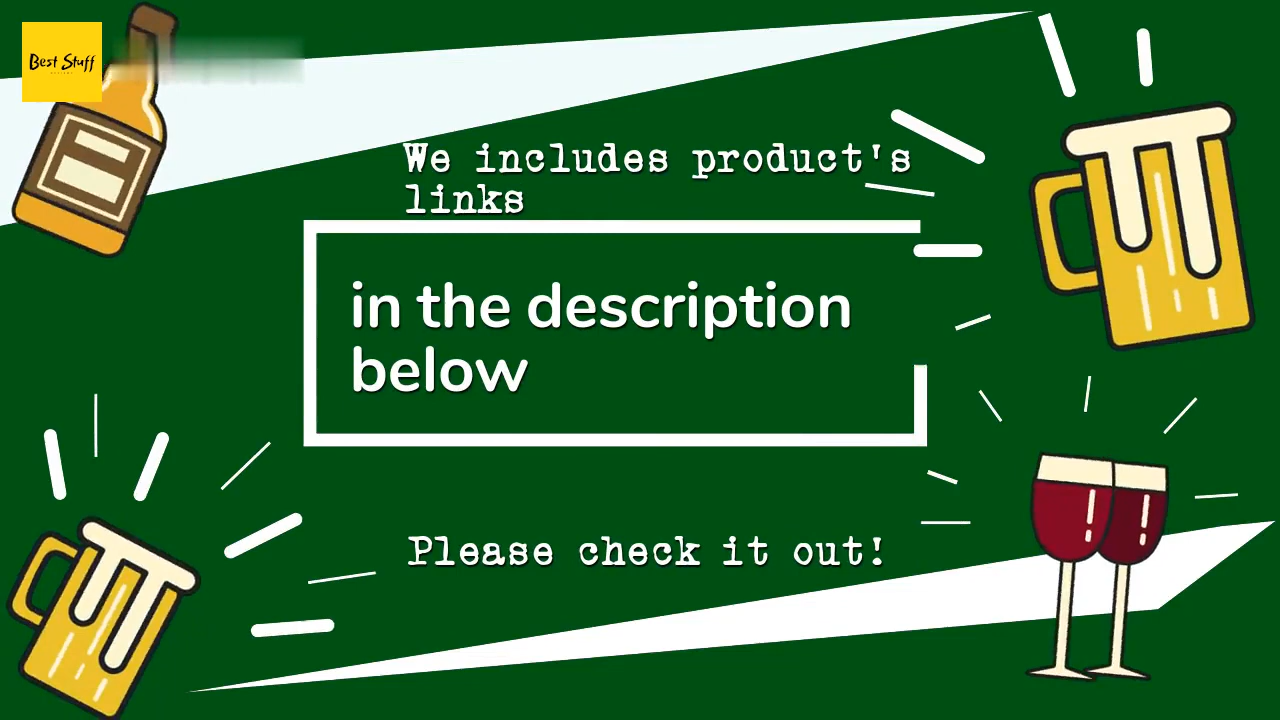 Best Stuff
We includes product's
links
in the description
below
Please check it out!